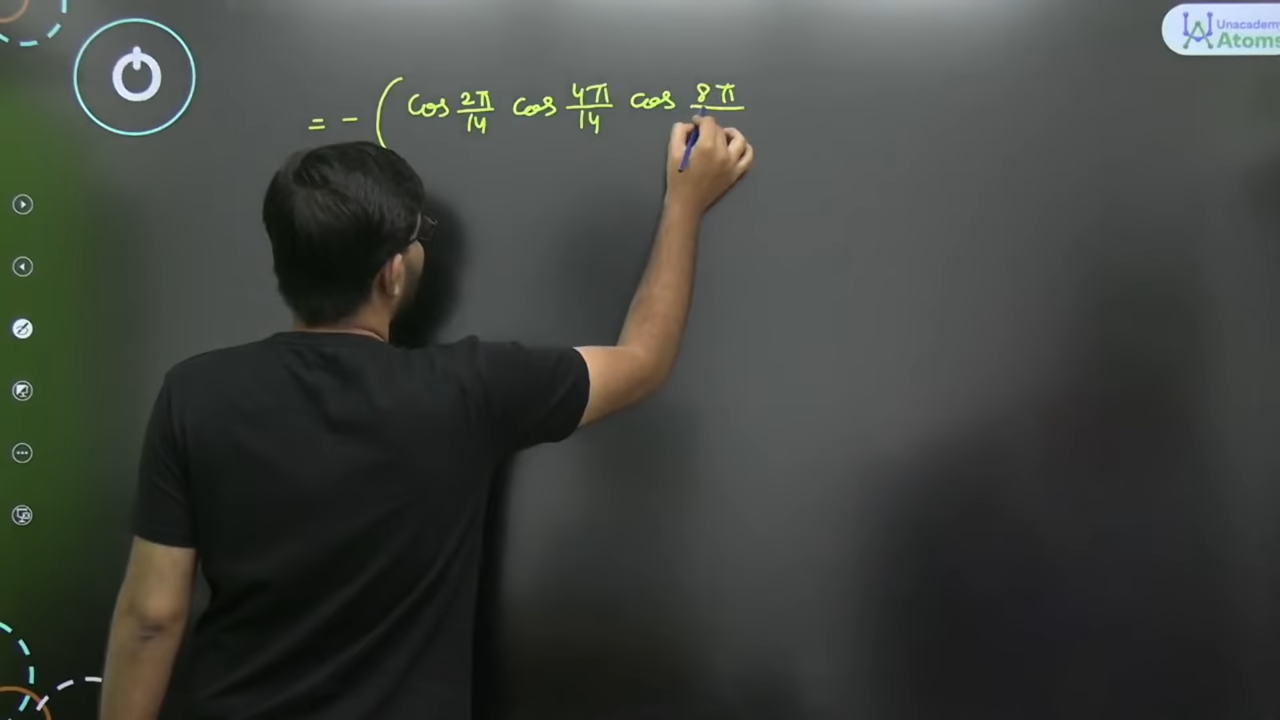 Unacademy
Atoms
= - ( cos 2π/14 cos 4π/14 cos 8π/